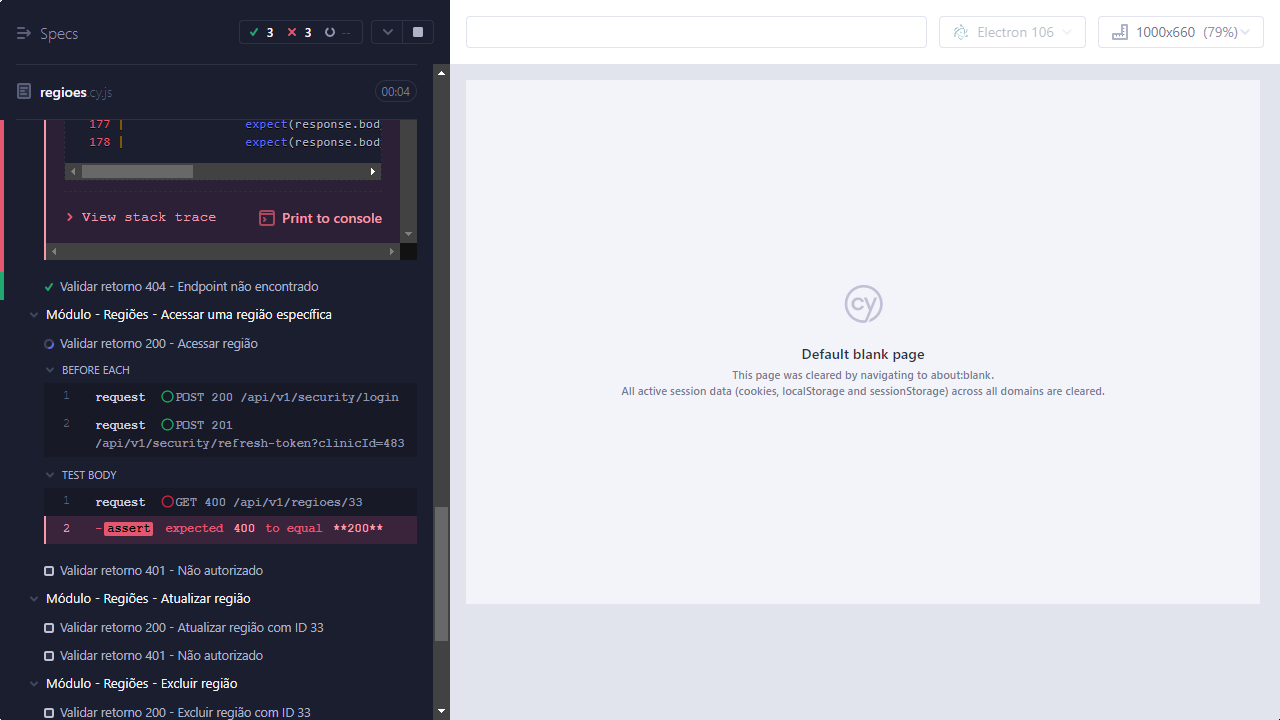 Specs
3
3
--
Electron 106
1000x660 (79%)
regioes.cy.js
00:04
177 | expect(response.bod
178 | expect(response.bod
View stack trace
Print to console
Validar retorno 404 - Endpoint não encontrado
Módulo - Regiões - Acessar uma região específica
Validar retorno 200 - Acessar região
BEFORE EACH
1 request POST 200 /api/v1/security/login
2 request POST 201
/api/v1/security/refresh-token?clinicId=483
TEST BODY
1 request GET 400 /api/v1/regioes/33
2 -assert expected 400 to equal **200**
Validar retorno 401 - Não autorizado
Módulo - Regiões - Atualizar região
Validar retorno 200 - Atualizar região com ID 33
Validar retorno 401 - Não autorizado
Módulo - Regiões - Excluir região
Validar retorno 200 - Excluir região com ID 33
cy
Default blank page
This page was cleared by navigating to about:blank.
All active session data (cookies, localStorage and sessionStorage) across all domains are cleared.